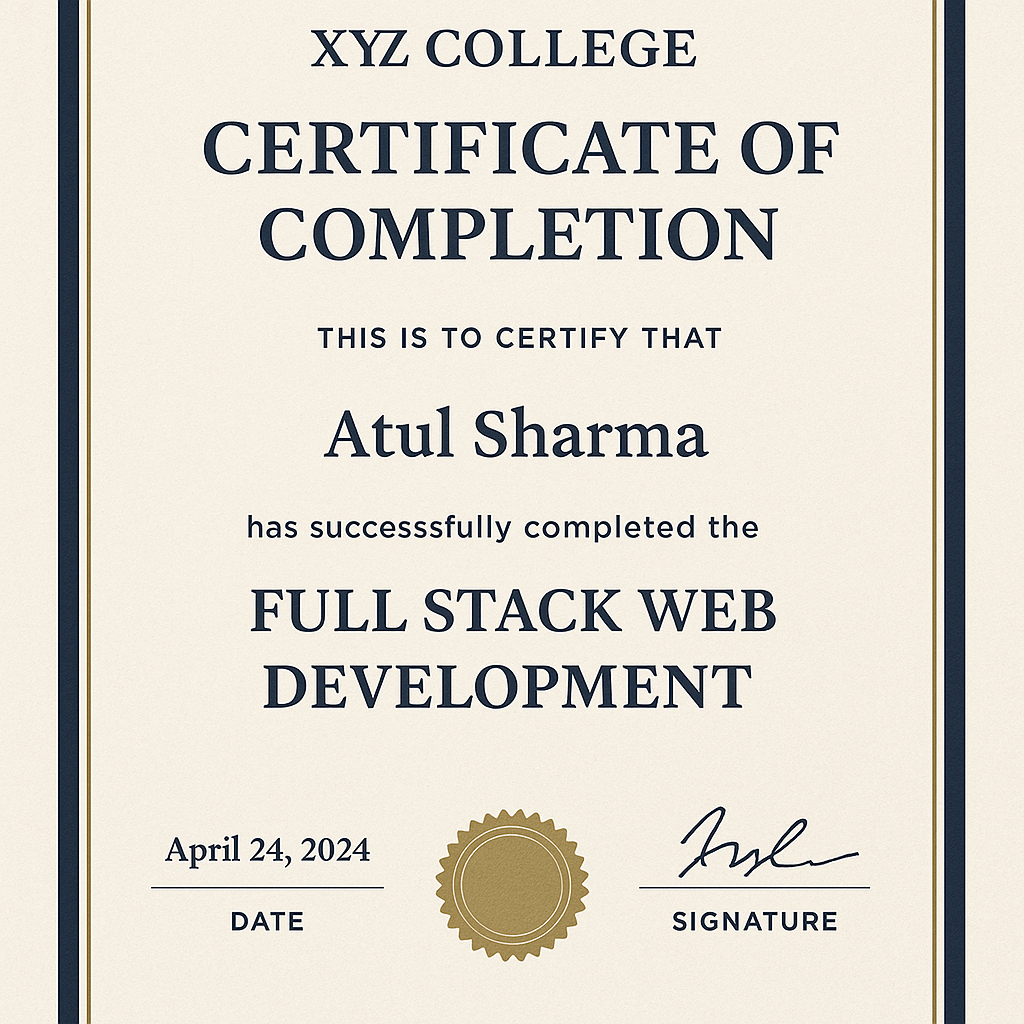 XYZ COLLEGE
CERTIFICATE OF
COMPLETION
THIS IS TO CERTIFY THAT
Atul Sharma
has successsfully completed the
FULL STACK WEB
DEVELOPMENT
April 24, 2024
DATE
SIGNATURE